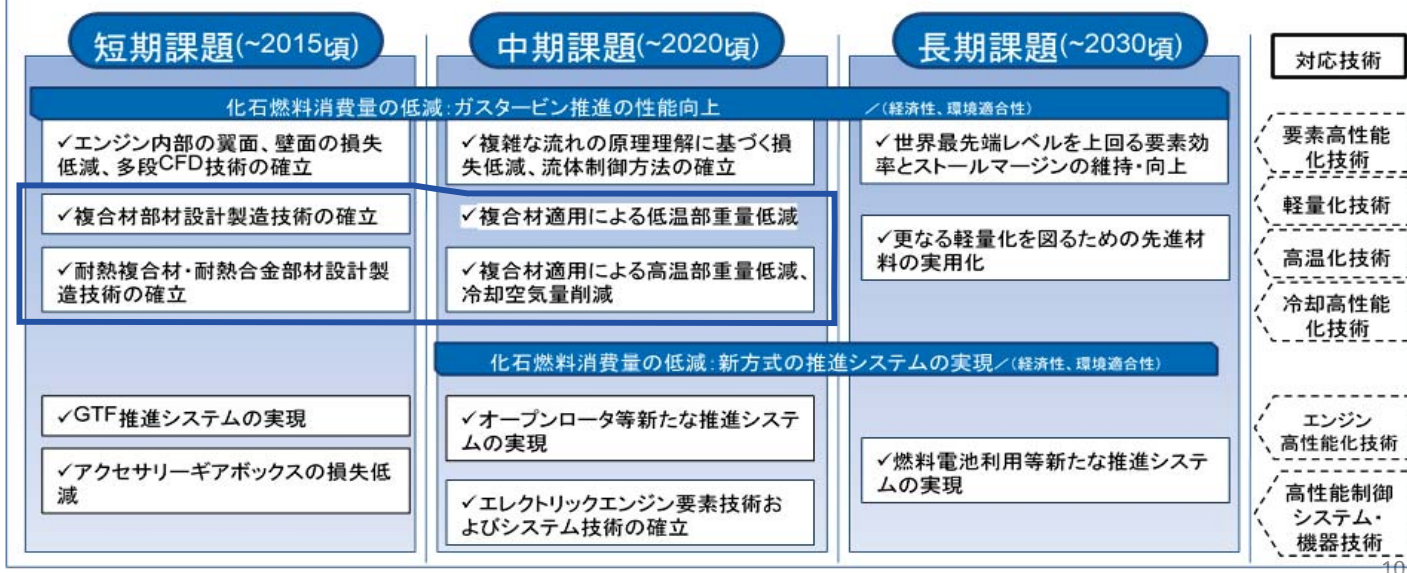 短期課題(~2015頃)
中期課題(~2020頃)
長期課題(~2030頃)
対応技術
化石燃料消費量の低減:ガスタービン推進の性能向上 /(経済性、環境適合性)
✓エンジン内部の翼面、壁面の損失
低減、多段CFD技術の確立
✓複雑な流れの原理理解に基づく損
失低減、流体制御方法の確立
✓世界最先端レベルを上回る要素効
率とストールマージンの維持・向上
要素高性能
化技術
✓複合材部材設計製造技術の確立
✓複合材適用による低温部重量低減
✓更なる軽量化を図るための先進材
料の実用化
軽量化技術
✓耐熱複合材・耐熱合金部材設計製
造技術の確立
✓複合材適用による高温部重量低減、
冷却空気量削減
高温化技術
冷却高性能
化技術
化石燃料消費量の低減:新方式の推進システムの実現/(経済性、環境適合性)
✓GTF推進システムの実現
✓オープンロータ等新たな推進システ
ムの実現
エンジン
高性能化技術
✓アクセサリーギアボックスの損失低
減
✓エレクトリックエンジン要素技術お
よびシステム技術の確立
✓燃料電池利用等新たな推進システ
ムの実現
高性能制御
システム・
機器技術
10